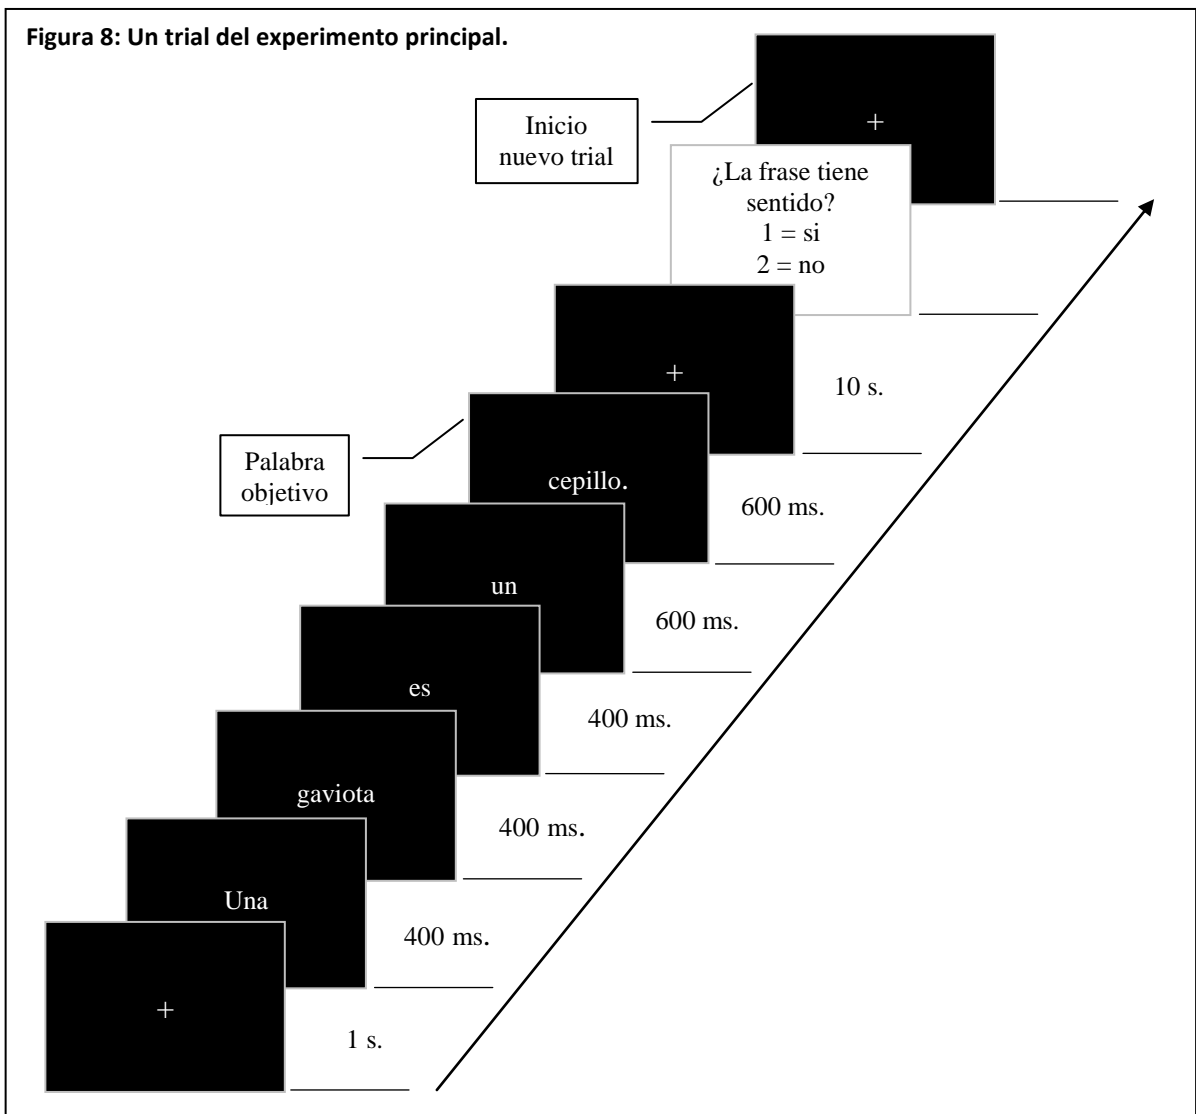 Figura 8: Un trial del experimento principal.
Inicio
nuevo trial
+
¿La frase tiene
sentido?
1 = si
2 = no
+
10 s.
Palabra
objetivo
cepillo.
600 ms.
un
600 ms.
es
400 ms.
gaviota
400 ms.
Una
400 ms.
+
1 s.